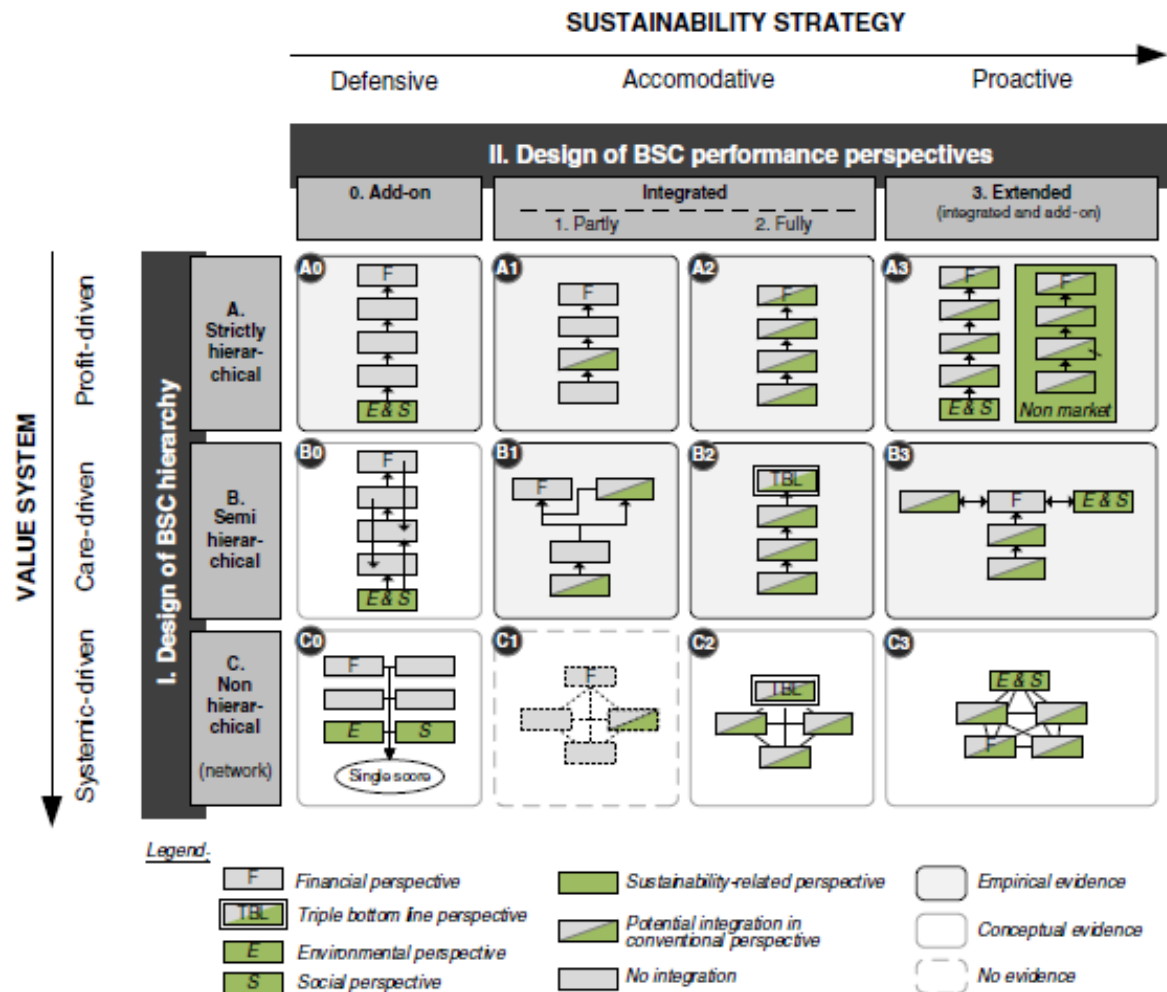 SUSTAINABILITY STRATEGY
Defensive
Accomodative
Proactive
II. Design of BSC performance perspectives
0. Add-on
Integrated
1. Partly
2. Fully
3. Extended
(integrated and add-on)
VALUE SYSTEM
Profit-driven
Care-driven
Systemic-driven
I. Design of BSC hierarchy
A.
Strictly
hierar-
chical
A0
F
E & S
A1
F
A2
F
A3
F
E & S
F
Non market
B.
Semi
hierar-
chical
B0
F
E & S
B1
F
B2
TBL
B3
F
E & S
C.
Non
hierar-
chical
(network)
C0
F
E
S
Single score
C1
F
C2
TBL
C3
E & S
F
Legend:
F
Financial perspective
TBL
Triple bottom line perspective
E
Environmental perspective
S
Social perspective
Sustainability-related perspective
Potential integration in
conventional perspective
No integration
Empirical evidence
Conceptual evidence
No evidence